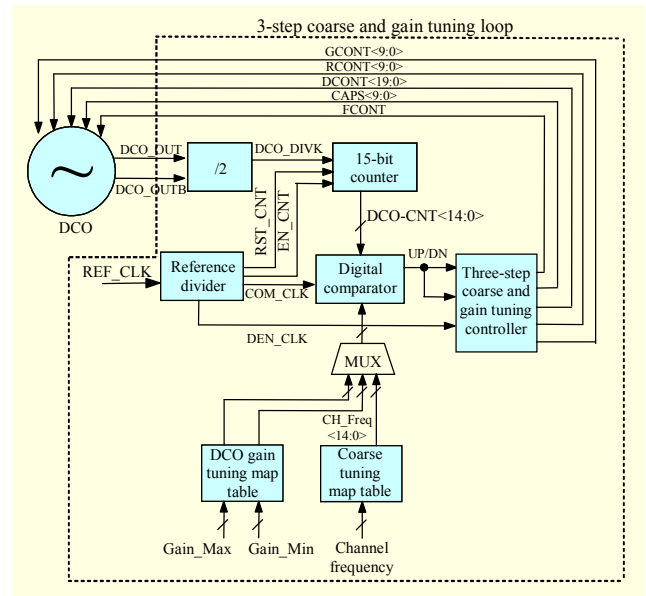 3-step coarse and gain tuning loop
GCONT<9:0>
RCONT<9:0>
DCONT<19:0>
CAPS<9:0>
FCONT
DCO_OUT
DCO_OUTB
~
DCO
/2
DCO_DIVK
RST_CNT
EN_CNT
15-bit
counter
DCO-CNT<14:0>
REF_CLK
Reference
divider
COM_CLK
Digital
comparator
UP/DN
Three-step
coarse and
gain tuning
controller
DEN_CLK
MUX
CH_Freq
<14:0>
DCO gain
tuning map
table
Coarse
tuning
map table
Gain_Max
Gain_Min
Channel
frequency